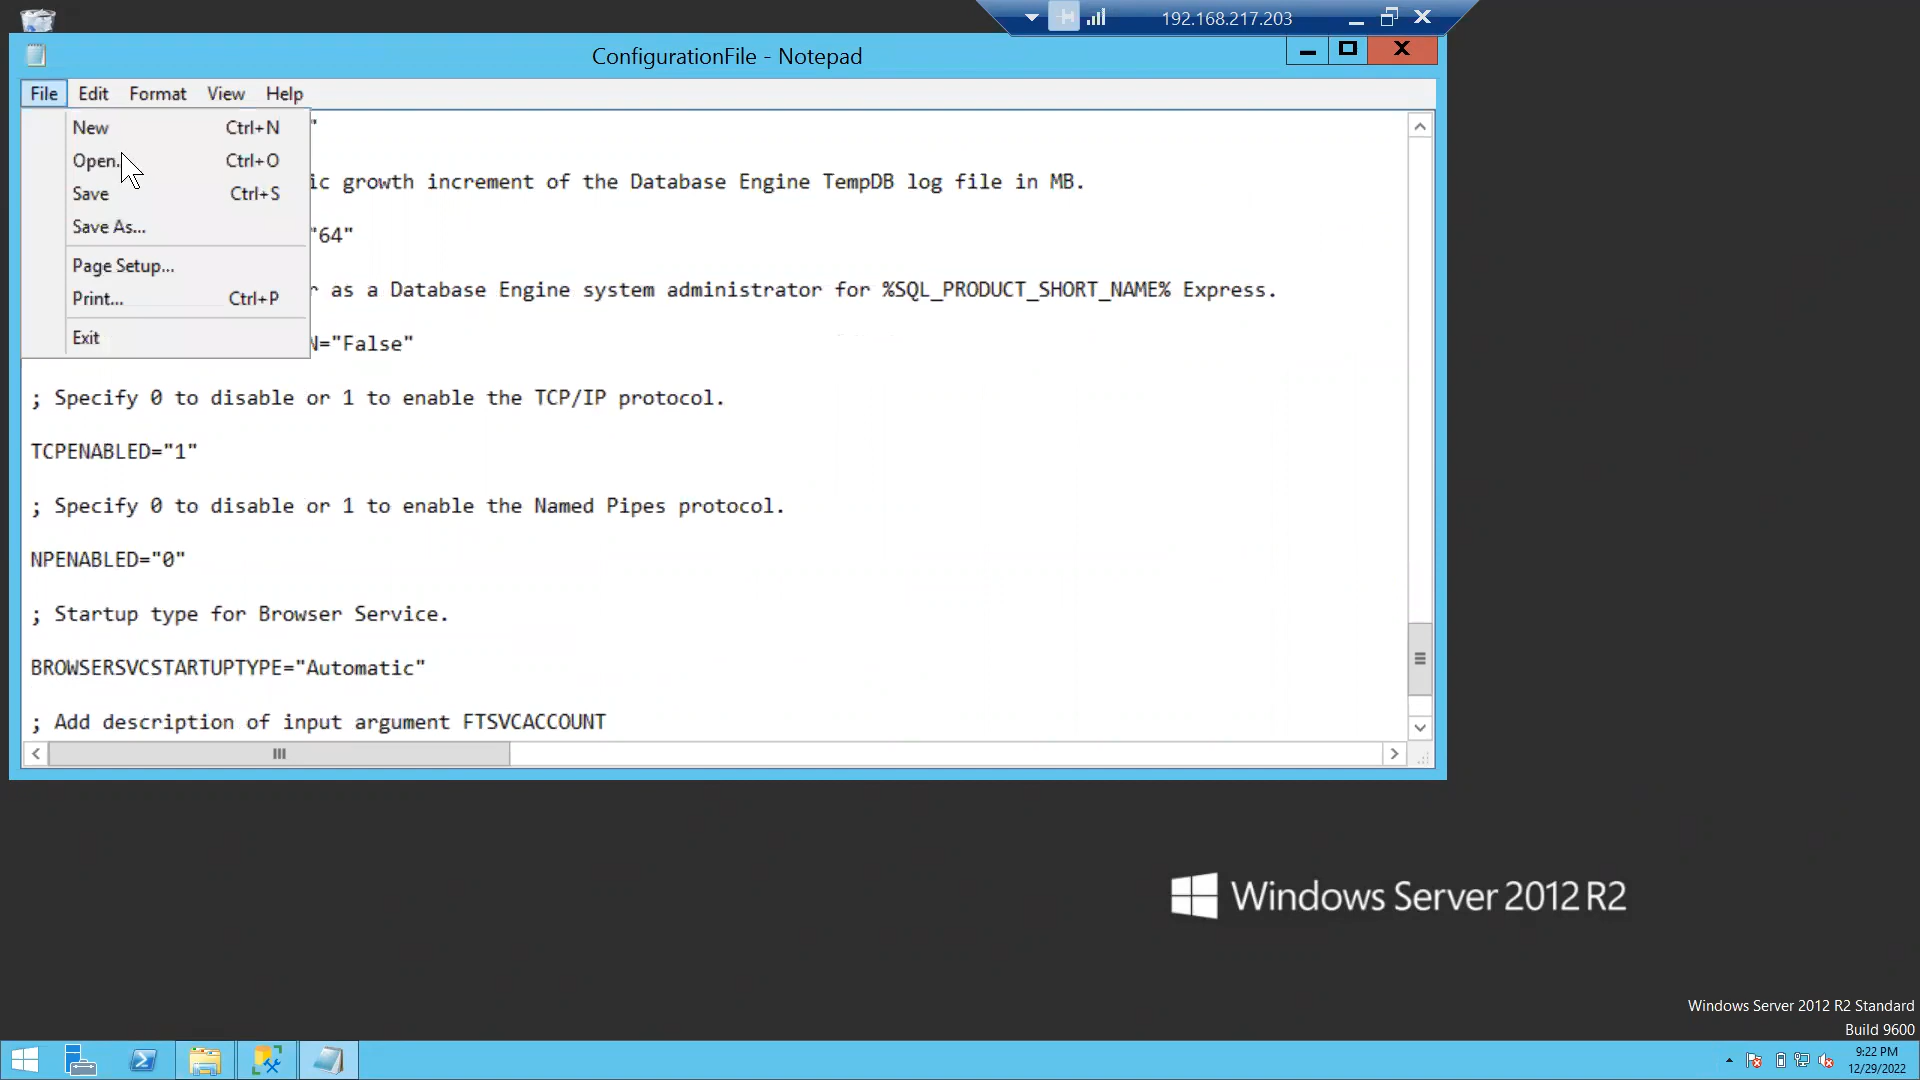 192.168.217.203
ConfigurationFile - Notepad
File Edit Format View Help
New Ctrl+N
Open.
Ctrl+O
Save Ctrl+S
Save As...
Page Setup...
Print... Ctrl+P
Exit
"
ic growth increment of the Database Engine TempDB log file in MB.
"64"
r as a Database Engine system administrator for %SQL_PRODUCT_SHORT_NAME% Express.
N="False"
; Specify 0 to disable or 1 to enable the TCP/IP protocol.
TCPENABLED="1"
; Specify 0 to disable or 1 to enable the Named Pipes protocol.
NPENABLED="0"
; Startup type for Browser Service.
BROWSERSVCSTARTUPTYPE="Automatic"
; Add description of input argument FTSVCACCOUNT
Windows Server 2012 R2
Windows Server 2012 R2 Standard
Build 9600
9:22 PM
12/29/2022